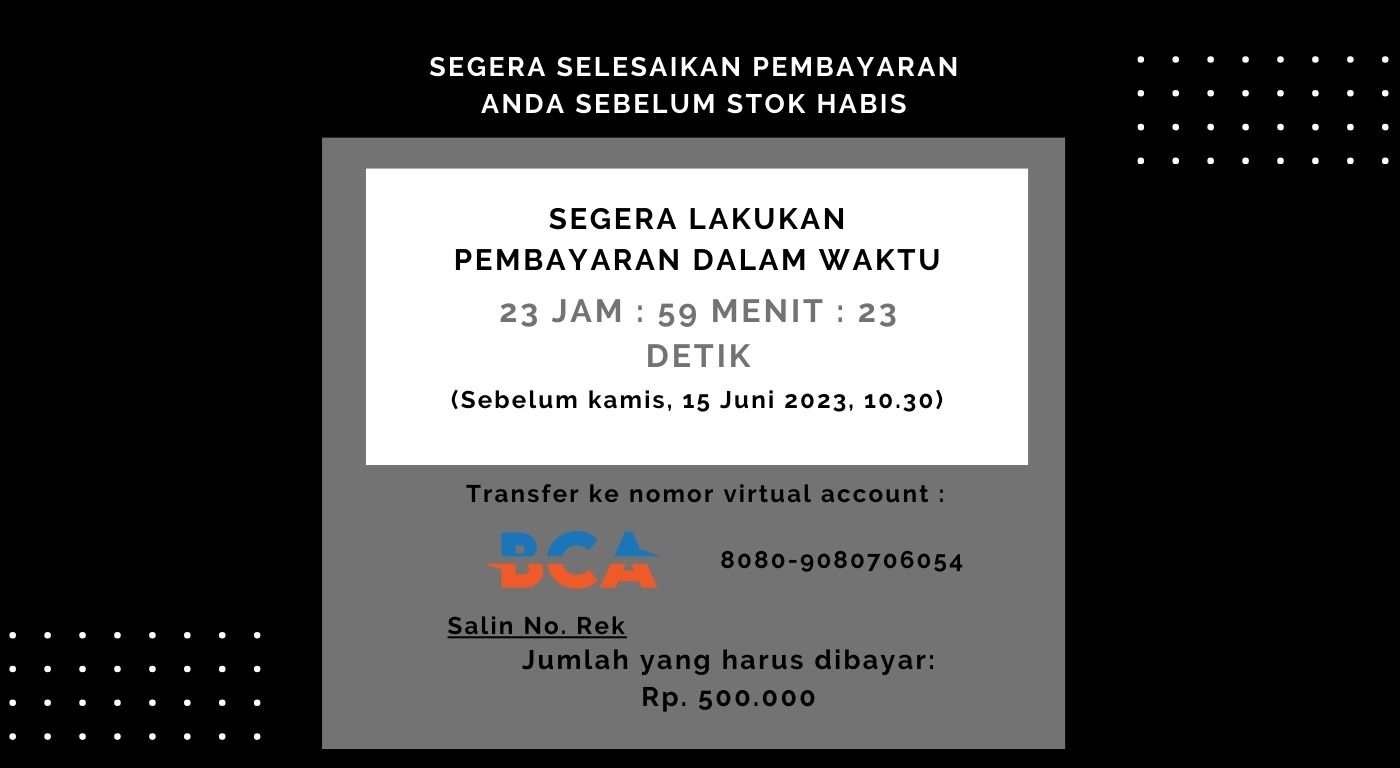 SEGERA SELESAIKAN PEMBAYARAN
ANDA SEBELUM STOK HABIS
SEGERA LAKUKAN
PEMBAYARAN DALAM WAKTU
23 JAM : 59 MENIT : 23
DETIK
(Sebelum kamis, 15 Juni 2023, 10.30)
Transfer ke nomor virtual account :
BCA 8080-9080706054
Salin No. Rek
Jumlah yang harus dibayar:
Rp. 500.000